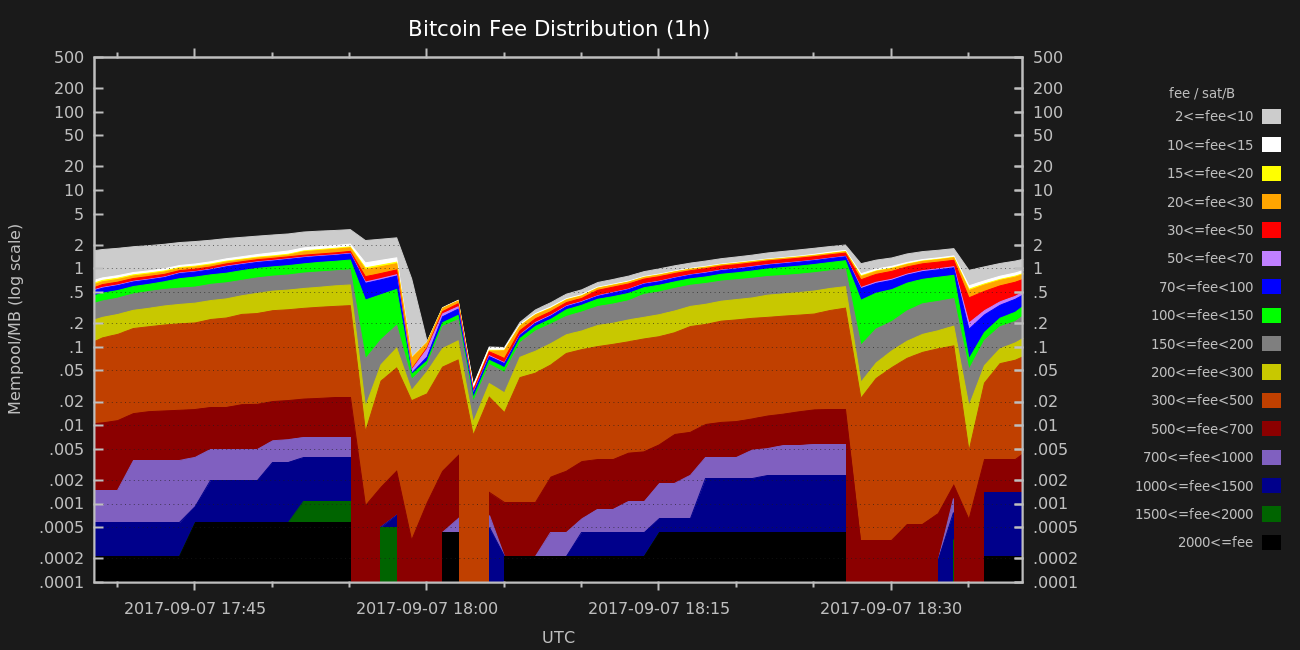 Bitcoin Fee Distribution (1h)
500 500
200 200
100 100
50 50
20 20
10 10
5 5
2 2
1 1
.5 .5
.2 .2
.1 .1
.05 .05
.02 .02
.01 .01
.005 .005
.002 .002
.001 .001
.0005 .0005
.0002 .0002
.0001 .0001
Mempool/MB (log scale)
2017-09-07 17:45 2017-09-07 18:00 2017-09-07 18:15 2017-09-07 18:30
UTC
fee / sat/B
2<=fee<10
10<=fee<15
15<=fee<20
20<=fee<30
30<=fee<50
50<=fee<70
70<=fee<100
100<=fee<150
150<=fee<200
200<=fee<300
300<=fee<500
500<=fee<700
700<=fee<1000
1000<=fee<1500
1500<=fee<2000
2000<=fee